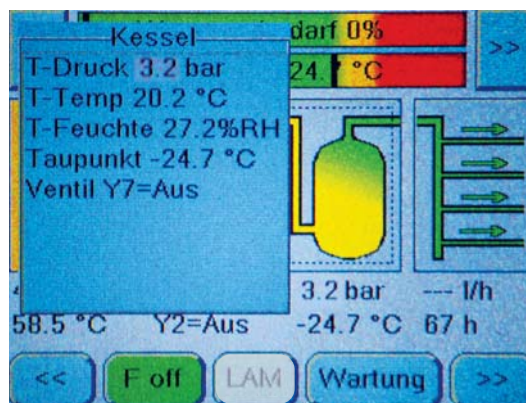 darf 0%
>>
Kessel
T-Druck 3.2 bar
°C
T-Temp 20.2 °C
T-Feuchte 27.2%RH
Taupunkt -24.7 °C
Ventil Y7=Aus
3.2 bar --- l/h
58.5 °C Y2=Aus -24.7 °C 67 h
<< F off LAM Wartung >>